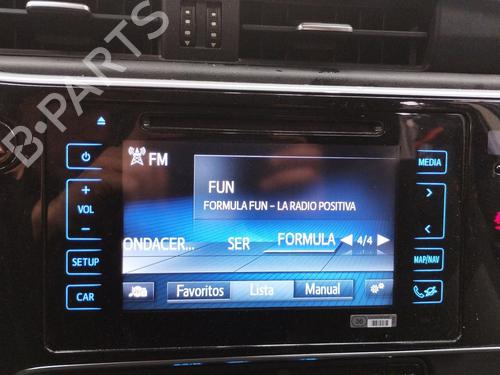 B-PARTS
FM
MEDIA
FUN
FORMULA FUN – LA RADIO POSITIVA
+
VOL
−
ONDACER... SER FORMULA 4/4
SETUP
MAP/NAV
CAR
Favoritos Lista Manual